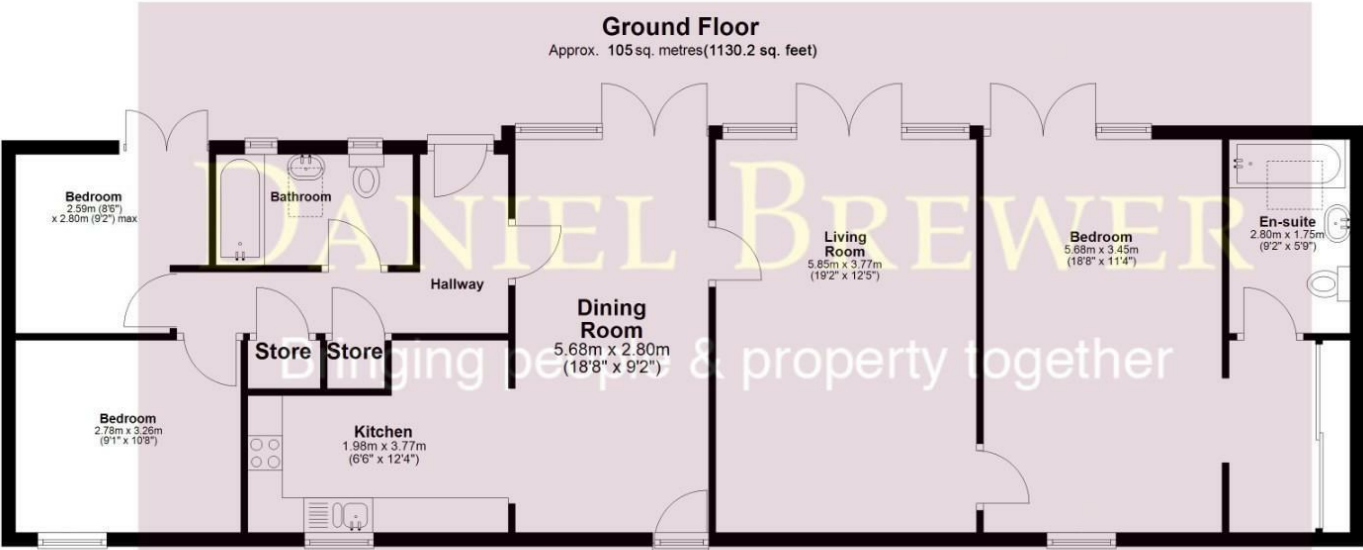 Ground Floor
Approx. 105 sq. metres(1130.2 sq. feet)
DANIEL BREWER
Bringing people & property together
Bedroom
2.59m (8'6")
x 2.80m (9'2") max
Bathroom
Hallway
Dining
Room
5.68m x 2.80m
(18'8" x 9'2")
Living
Room
5.85m x 3.77m
(19'2" x 12'5")
Bedroom
5.68m x 3.45m
(18'8" x 11'4")
En-suite
2.80m x 1.75m
(9'2" x 5'9")
Store
Store
Bedroom
2.78m x 3.26m
(9'1" x 10'8")
Kitchen
1.98m x 3.77m
(6'6" x 12'4")